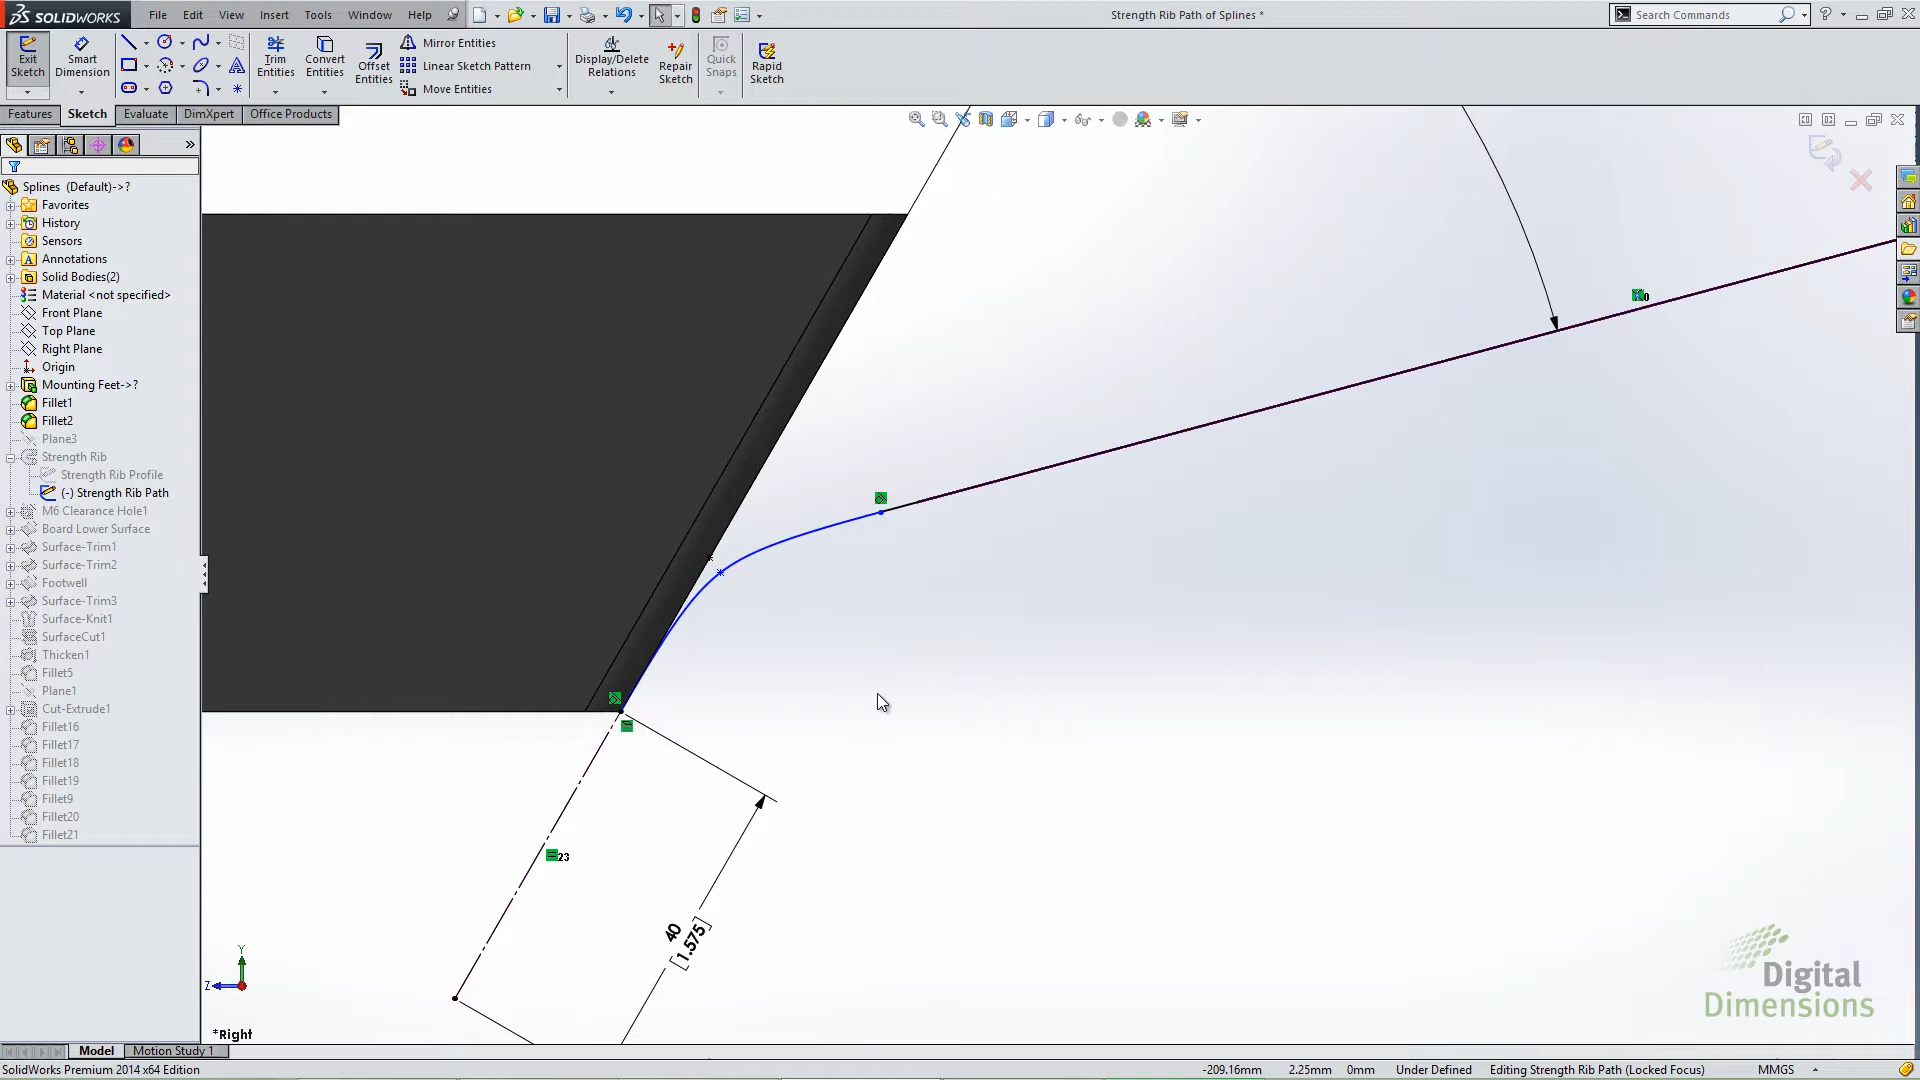 SOLIDWORKS File Edit View Insert Tools Window Help Strength Rib Path of Splines * Search Commands ?
Exit Sketch
Smart Dimension
Trim Entities
Convert Entities
Offset Entities
Mirror Entities
Linear Sketch Pattern
Move Entities
Display/Delete Relations
Repair Sketch
Quick Snaps
Rapid Sketch
Features Sketch Evaluate DimXpert Office Products
Splines (Default)->?
Favorites
History
Sensors
Annotations
Solid Bodies(2)
Material <not specified>
Front Plane
Top Plane
Right Plane
Origin
Mounting Feet->?
Fillet1
Fillet2
Plane3
Strength Rib
Strength Rib Profile
(-) Strength Rib Path
M6 Clearance Hole1
Board Lower Surface
Surface-Trim1
Surface-Trim2
Footwell
Surface-Trim3
Surface-Knit1
SurfaceCut1
Thicken1
Fillet5
Plane1
Cut-Extrude1
Fillet16
Fillet17
Fillet18
Fillet19
Fillet9
Fillet20
Fillet21
0
23
40
[1.575]
Y
Z
*Right
Digital
Dimensions
Model Motion Study 1
SolidWorks Premium 2014 x64 Edition -209.16mm 2.25mm 0mm Under Defined Editing Strength Rib Path (Locked Focus) MMGS